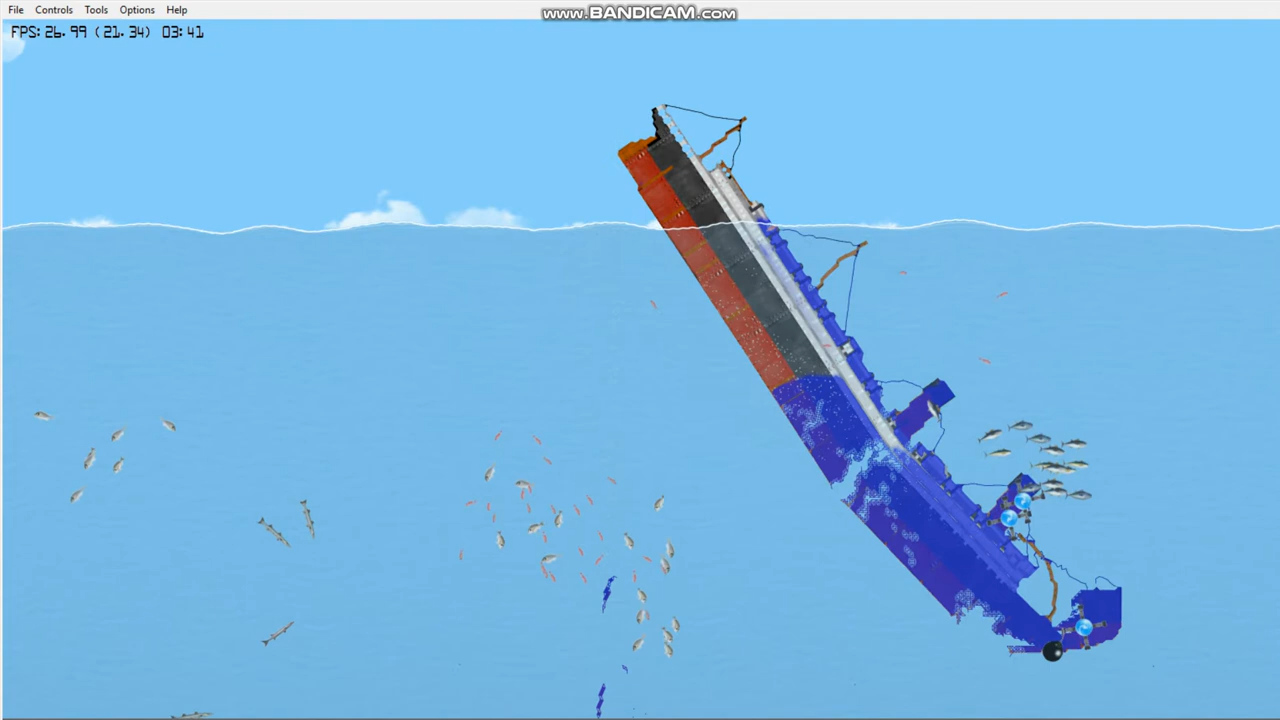 File Controls Tools Options Help
www.BANDICAM.com
FPS: 26.99 (21.34) 03:41